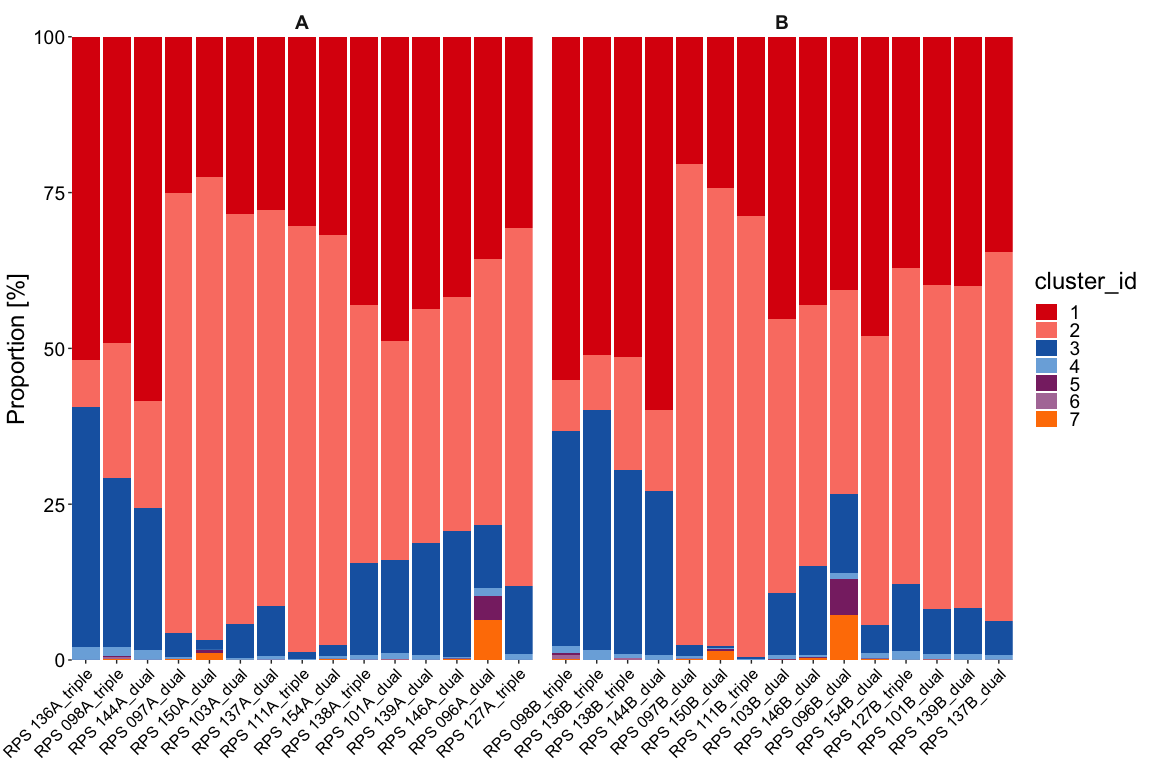 A
B
Proportion [%]
100
75
50
25
0
RPS 136A_triple
RPS 098A_triple
RPS 144A_dual
RPS 097A_dual
RPS 150A_dual
RPS 103A_dual
RPS 137A_dual
RPS 111A_triple
RPS 154A_dual
RPS 138A_triple
RPS 101A_dual
RPS 139A_dual
RPS 146A_dual
RPS 096A_dual
RPS 127A_triple
RPS 098B_triple
RPS 136B_triple
RPS 138B_triple
RPS 144B_dual
RPS 097B_dual
RPS 150B_dual
RPS 111B_triple
RPS 103B_dual
RPS 146B_dual
RPS 096B_dual
RPS 154B_dual
RPS 127B_triple
RPS 101B_dual
RPS 139B_dual
RPS 137B_dual
cluster_id
1
2
3
4
5
6
7